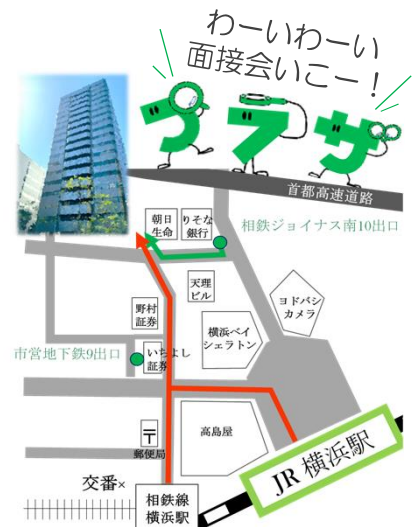 わーいわーい
面接会いこー！
プラザ
首都高速道路
朝日
生命
りそな
銀行
相鉄ジョイナス南10出口
天理
ビル
ヨドバシ
カメラ
野村
証券
横浜ベイ
シェラトン
市営地下鉄9出口
いちよし
証券
〒
郵便局
高島屋
JR 横浜駅
交番×
相鉄線
横浜駅